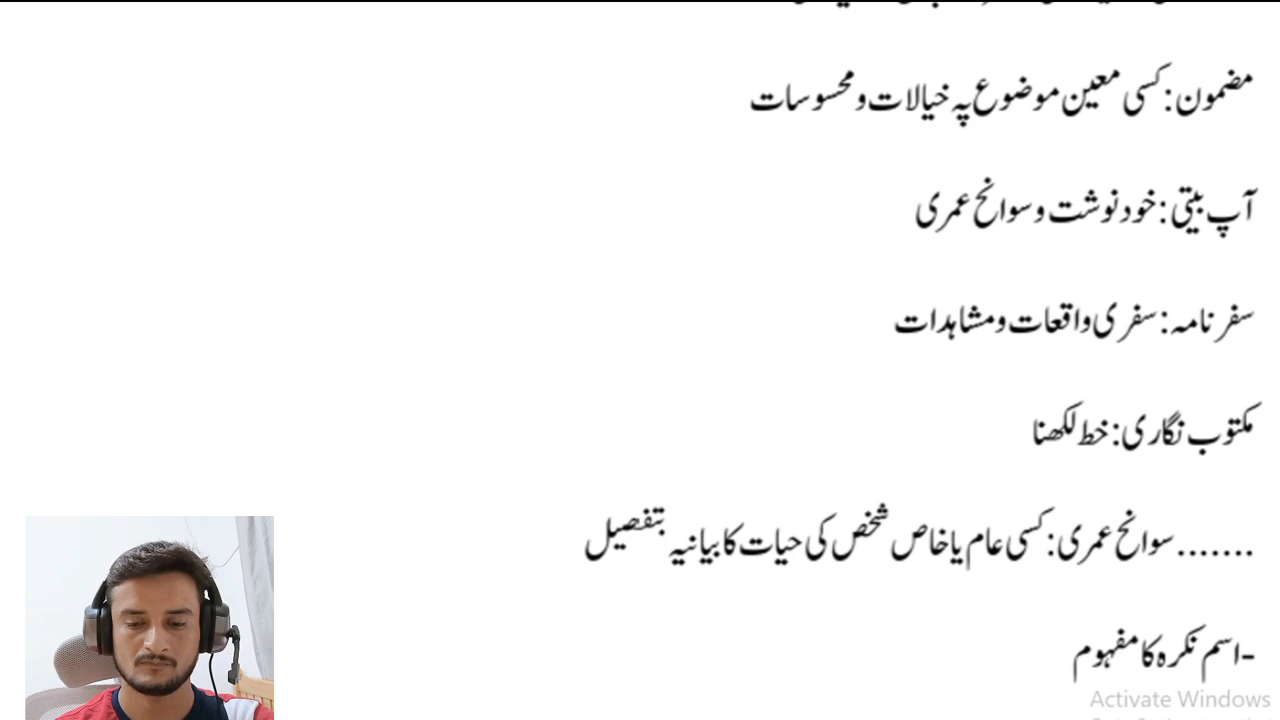 مضمون: کسی معین موضوع پہ خیالات و محسوسات
آپ بیتی: خود نوشت و سوانح عمری
سفر نامہ: سفری واقعات و مشاہدات
مکتوب نگاری: خط لکھنا
....... سوانح عمری: کسی عام یا خاص شخص کی حیات کا بیانیہ بتفصیل
-اسم نکرہ کا مفہوم
Activate Windows